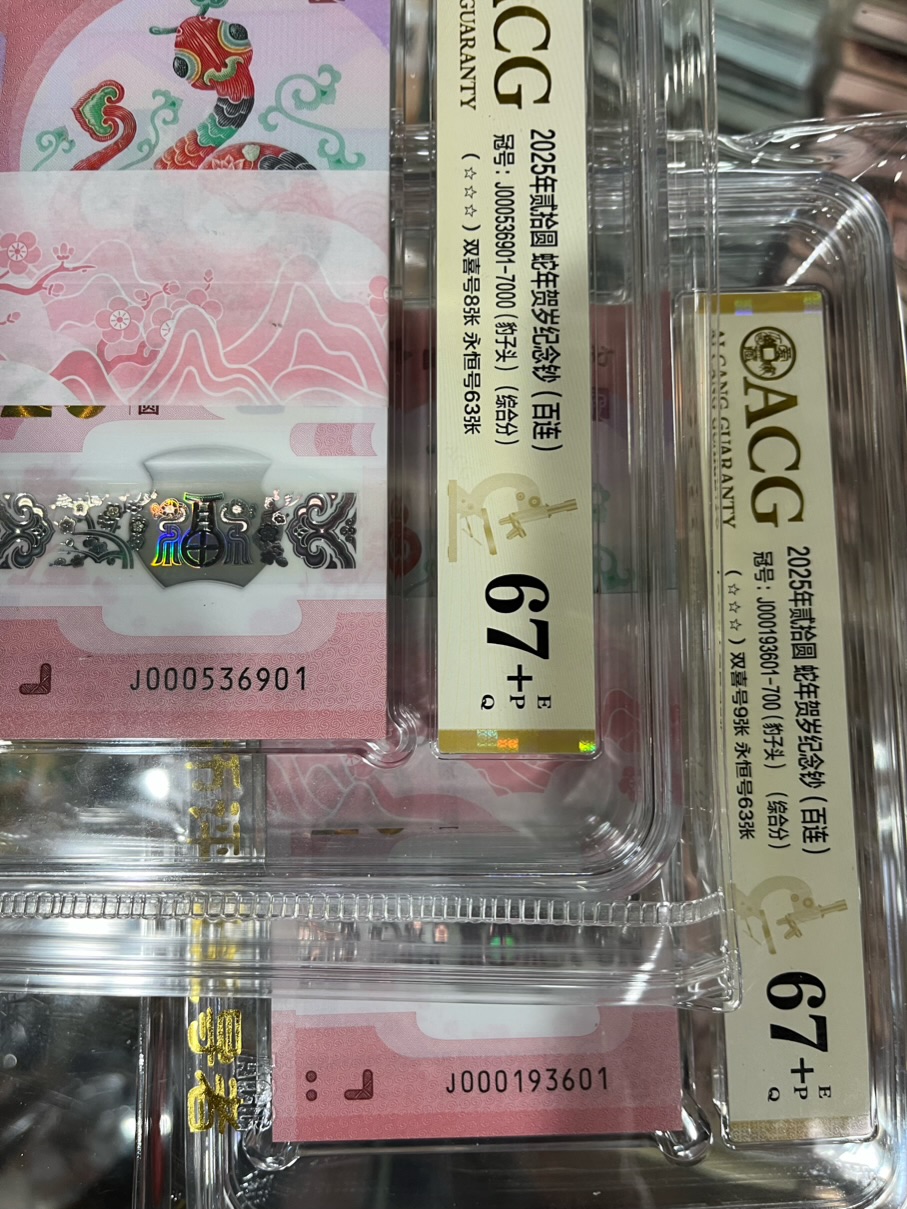 ACG
GUARANTY
2025年贰拾圆 蛇年贺岁纪念钞(百连)
冠号:J000536901-7000(豹子头)(综合分)
(☆☆☆)双喜号8张 永恒号63张
67+
EPQ
20
圆
J000536901
ACG
GUARANTY
2025年贰拾圆 蛇年贺岁纪念钞(百连)
冠号:J000193601-700(豹子头)(综合分)
(☆☆☆)双喜号9张 永恒号63张
67+
EPQ
J000193601